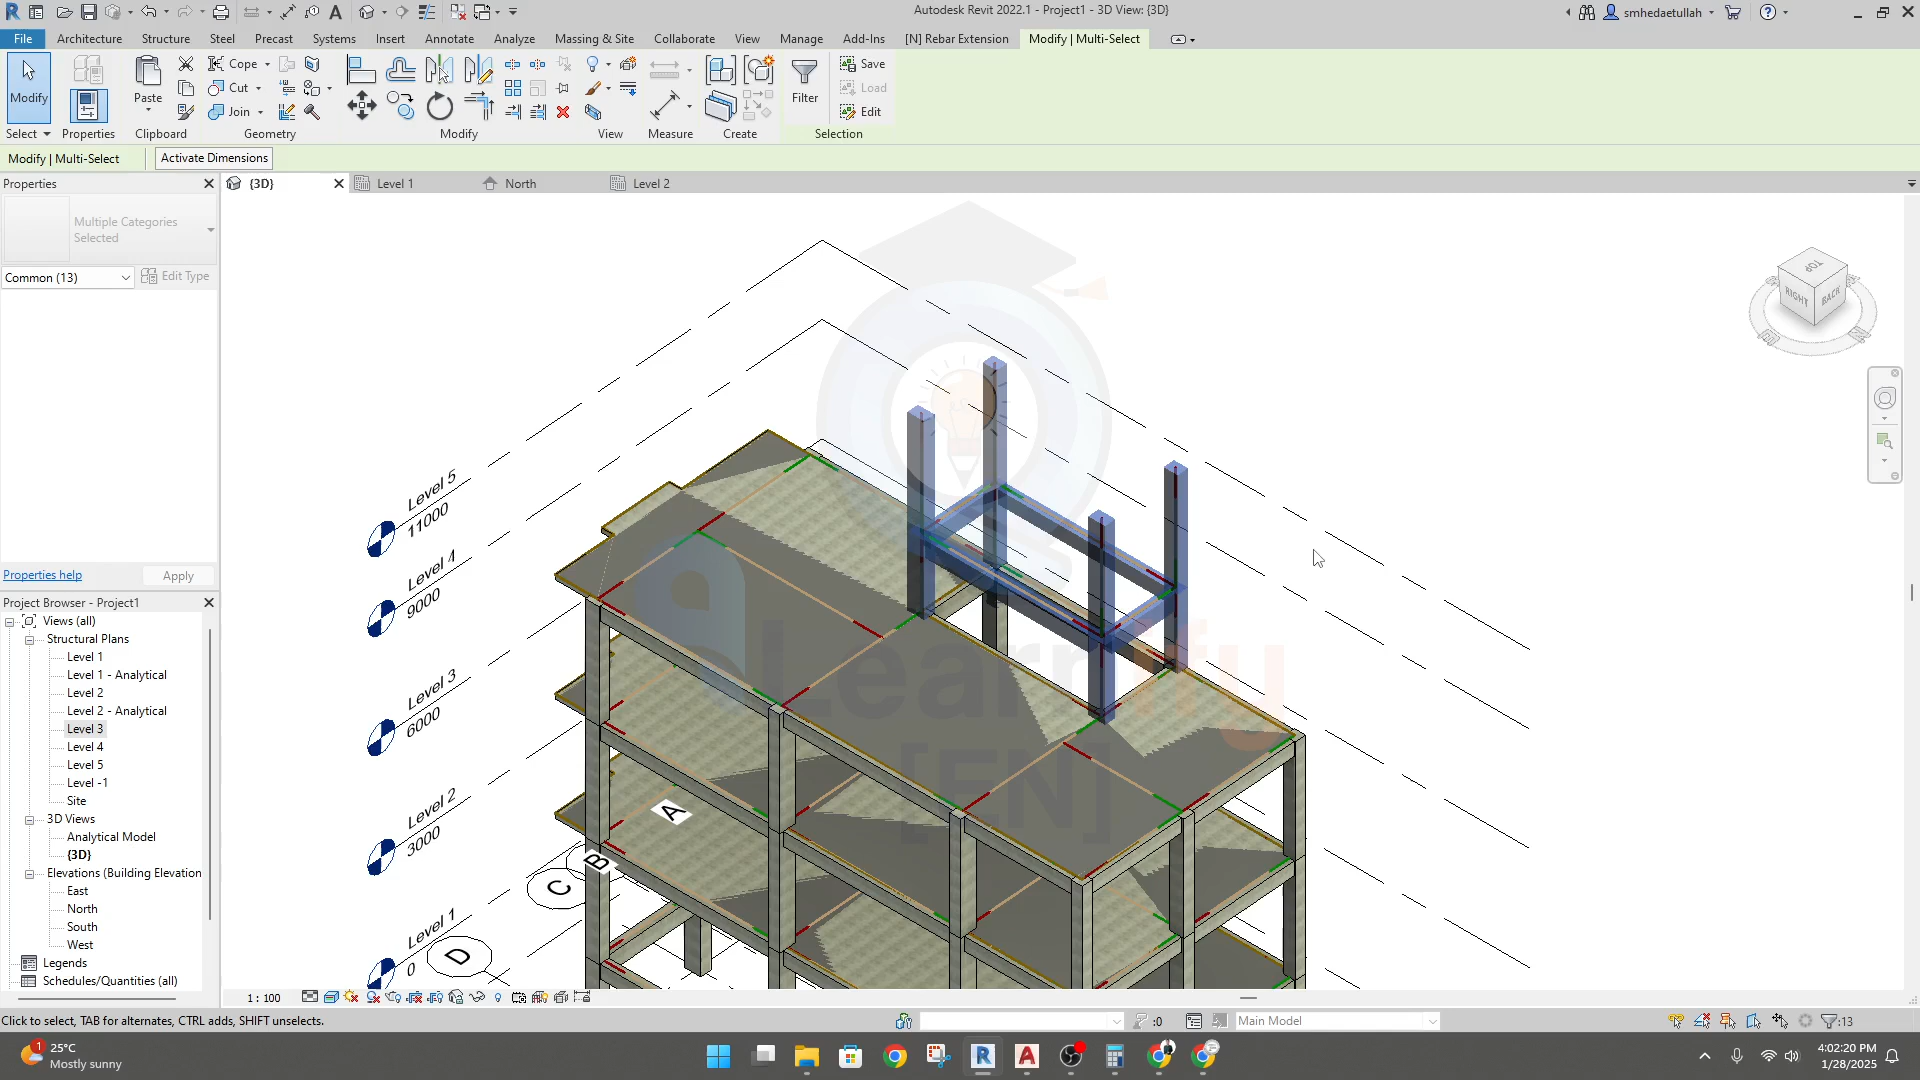 Autodesk Revit 2022.1 - Project1 - 3D View: {3D}
smhedaetullah
File
Architecture
Structure
Steel
Precast
Systems
Insert
Annotate
Analyze
Massing & Site
Collaborate
View
Manage
Add-Ins
[N] Rebar Extension
Modify | Multi-Select
Modify
Paste
Cope
Cut
Join
Filter
Save
Load
Edit
Select
Properties
Clipboard
Geometry
Modify
View
Measure
Create
Selection
Modify | Multi-Select
Activate Dimensions
Properties
{3D}
Level 1
North
Level 2
Multiple Categories
Selected
Common (13)
Edit Type
Properties help
Apply
Project Browser - Project1
Views (all)
Structural Plans
Level 1
Level 1 - Analytical
Level 2
Level 2 - Analytical
Level 3
Level 4
Level 5
Level -1
Site
3D Views
Analytical Model
{3D}
Elevations (Building Elevation
East
North
South
West
Legends
Schedules/Quantities (all)
TOP
RIGHT
BACK
Level 5
11000
Level 4
9000
Level 3
6000
Level 2
3000
Level 1
0
A
B
C
D
Learnify
[EN]
1 : 100
Click to select, TAB for alternates, CTRL adds, SHIFT unselects.
:0
Main Model
:13
1
25°C
Mostly sunny
4:02:20 PM
1/28/2025